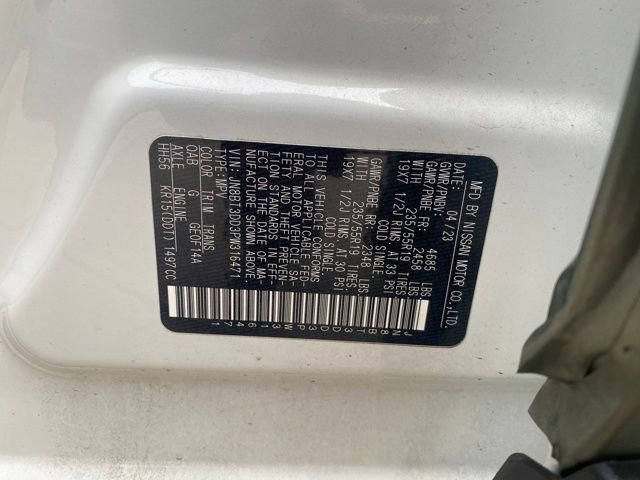 MFD BY NISSAN MOTOR CO.,LTD.
DATE: 04/23
GVWR/PNBV: 4685 LBS
GAWR/PNBE FR: 2458 LBS
WITH 235/55R19 TIRES
19X7 1/2J RIMS AT 33 PSI
COLD SINGLE.
GAWR/PNBE RR: 2348 LBS
WITH 235/55R19 TIRES
19X7 1/2J RIMS AT 30 PSI
COLD SINGLE.
THIS VEHICLE CONFORMS
TO ALL APPLICABLE FED-
ERAL MOTOR VEHICLE SA-
FETY AND THEFT PREVEN-
TION STANDARDS IN EFF-
ECT ON THE DATE OF MA-
NUFACTURE SHOWN ABOVE.
VIN: JN8BT3DD3PW316471
TYPE:MPV
COLOR TRIM TRANS
QAB G GE0F14A
AXLE ENGINE
HH56 KR15(DDT) 1497CC
JN8BT3DD3PW316471